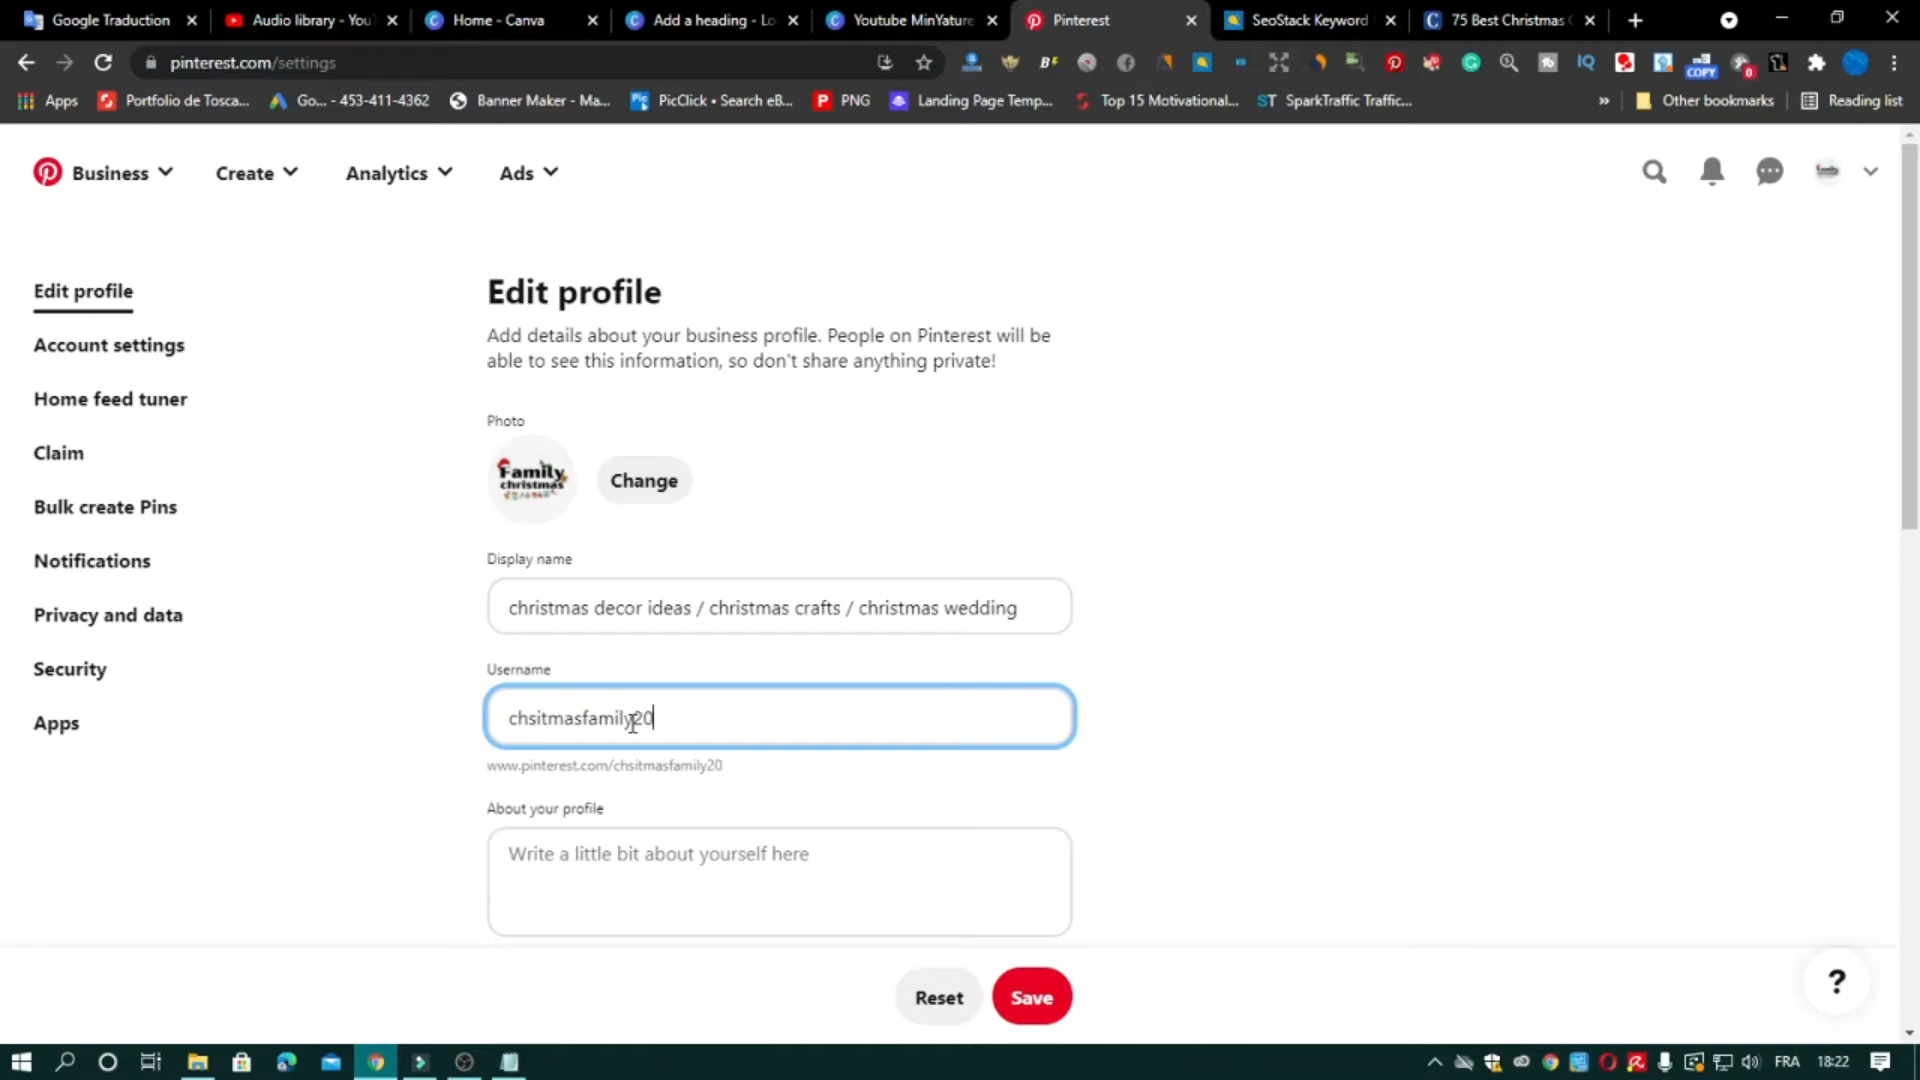 Google Traduction
Audio library - You
Home - Canva
Add a heading - Lo
Youtube MinYature
Pinterest
SeoStack Keyword
75 Best Christmas
pinterest.com/settings
Apps
Portfolio de Tosca...
Go... - 453-411-4362
Banner Maker - Ma...
PicClick • Search eB...
PNG
Landing Page Temp...
Top 15 Motivational...
SparkTraffic Traffic...
»
Other bookmarks
Reading list
Business
Create
Analytics
Ads
Edit profile
Account settings
Home feed tuner
Claim
Bulk create Pins
Notifications
Privacy and data
Security
Apps
Edit profile
Add details about your business profile. People on Pinterest will be
able to see this information, so don't share anything private!
Photo
Family
christmas
Change
Display name
christmas decor ideas / christmas crafts / christmas wedding
Username
chsitmasfamily20
www.pinterest.com/chsitmasfamily20
About your profile
Write a little bit about yourself here
Reset
Save
?
FRA
18:22